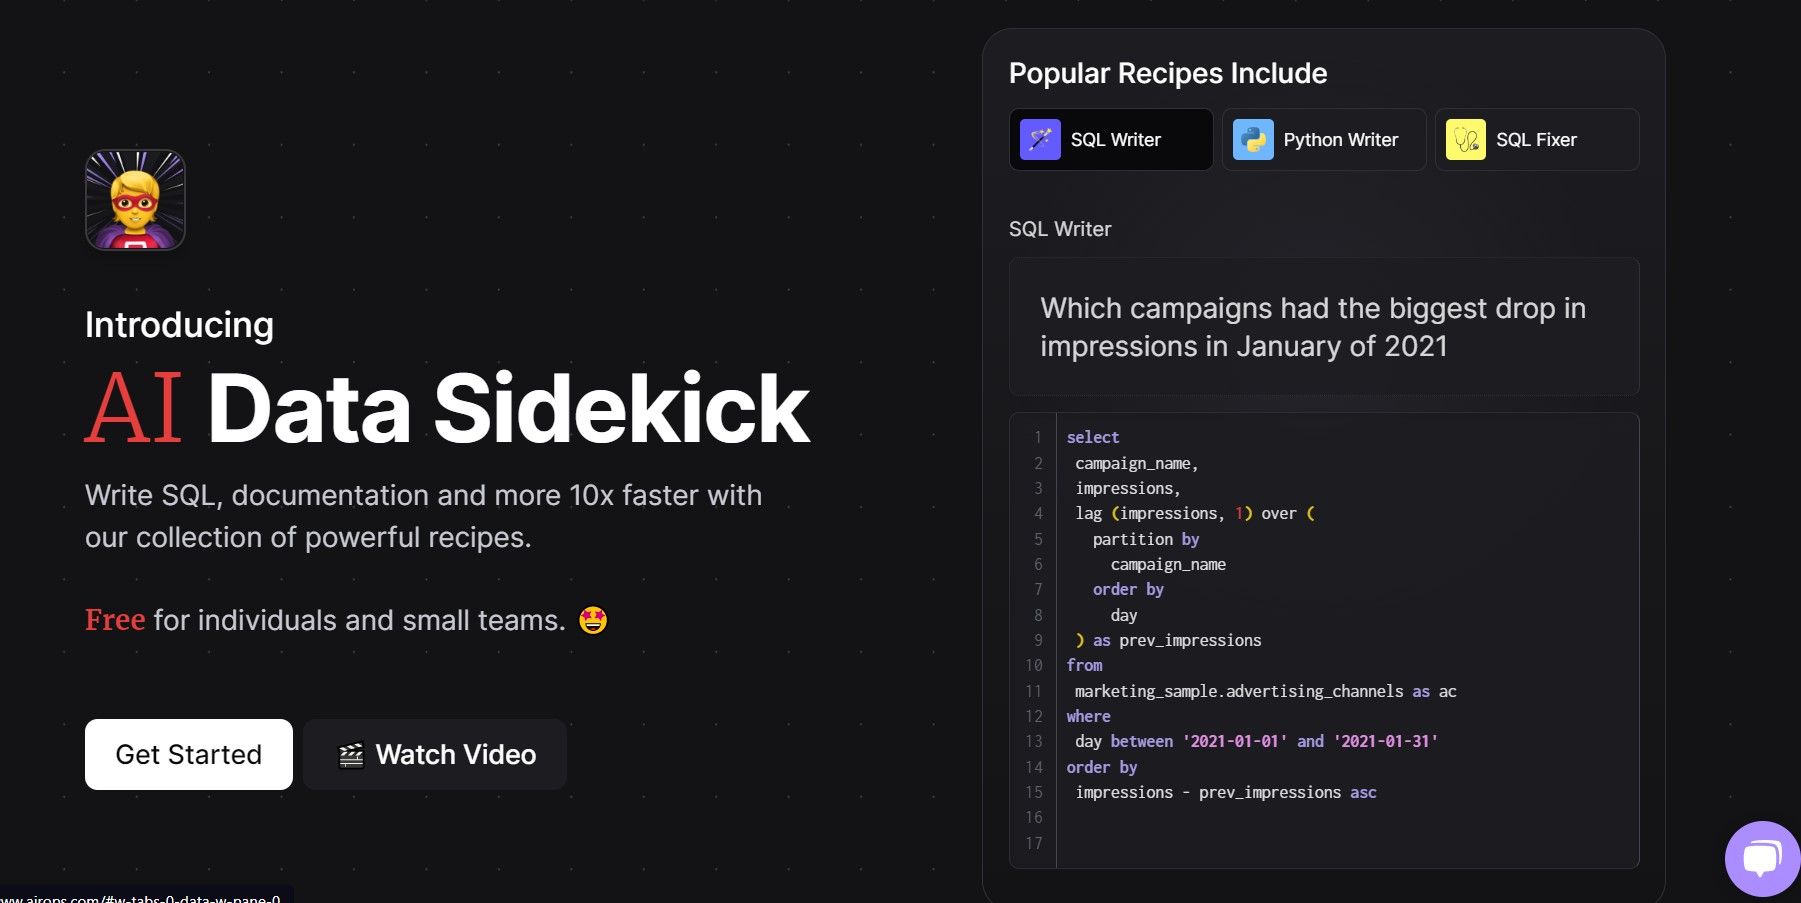 Introducing
AI Data Sidekick
Write SQL, documentation and more 10x faster with
our collection of powerful recipes.
Free for individuals and small teams. 🤩
Get Started
🎬 Watch Video
Popular Recipes Include
SQL Writer
Python Writer
SQL Fixer
SQL Writer
Which campaigns had the biggest drop in
impressions in January of 2021
1 select
2 campaign_name,
3 impressions,
4 lag (impressions, 1) over (
5 partition by
6 campaign_name
7 order by
8 day
9 ) as prev_impressions
10 from
11 marketing_sample.advertising_channels as ac
12 where
13 day between '2021-01-01' and '2021-01-31'
14 order by
15 impressions - prev_impressions asc
16
17
ww.airops.com/#w-tabs-0-data-w-pane-0